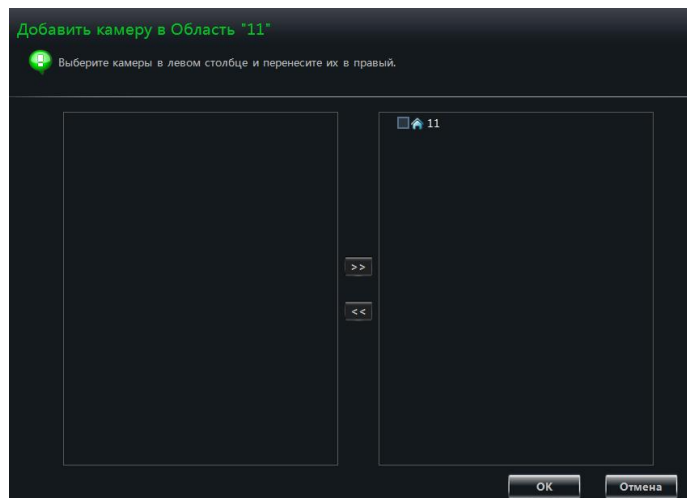 Добавить камеру в Область "11"
Выберите камеры в левом столбце и перенесите их в правый.
11
>>
<<
OK
Отмена